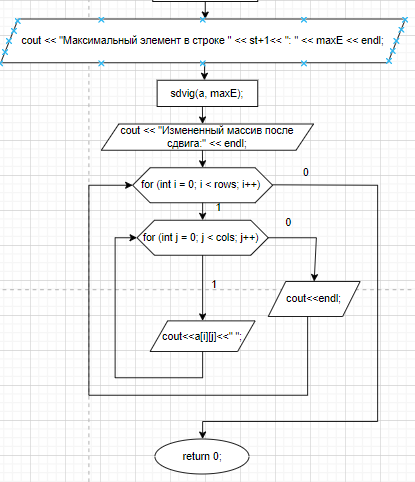 cout << "Максимальный элемент в строке " << st+1<< ": " << maxE << endl;
sdvig(a, maxE);
cout << "Измененный массив после
сдвига:" << endl;
for (int i = 0; i < rows; i++)
0
1
for (int j = 0; j < cols; j++)
0
1
cout<<endl;
cout<<a[i][j]<<" ";
return 0;